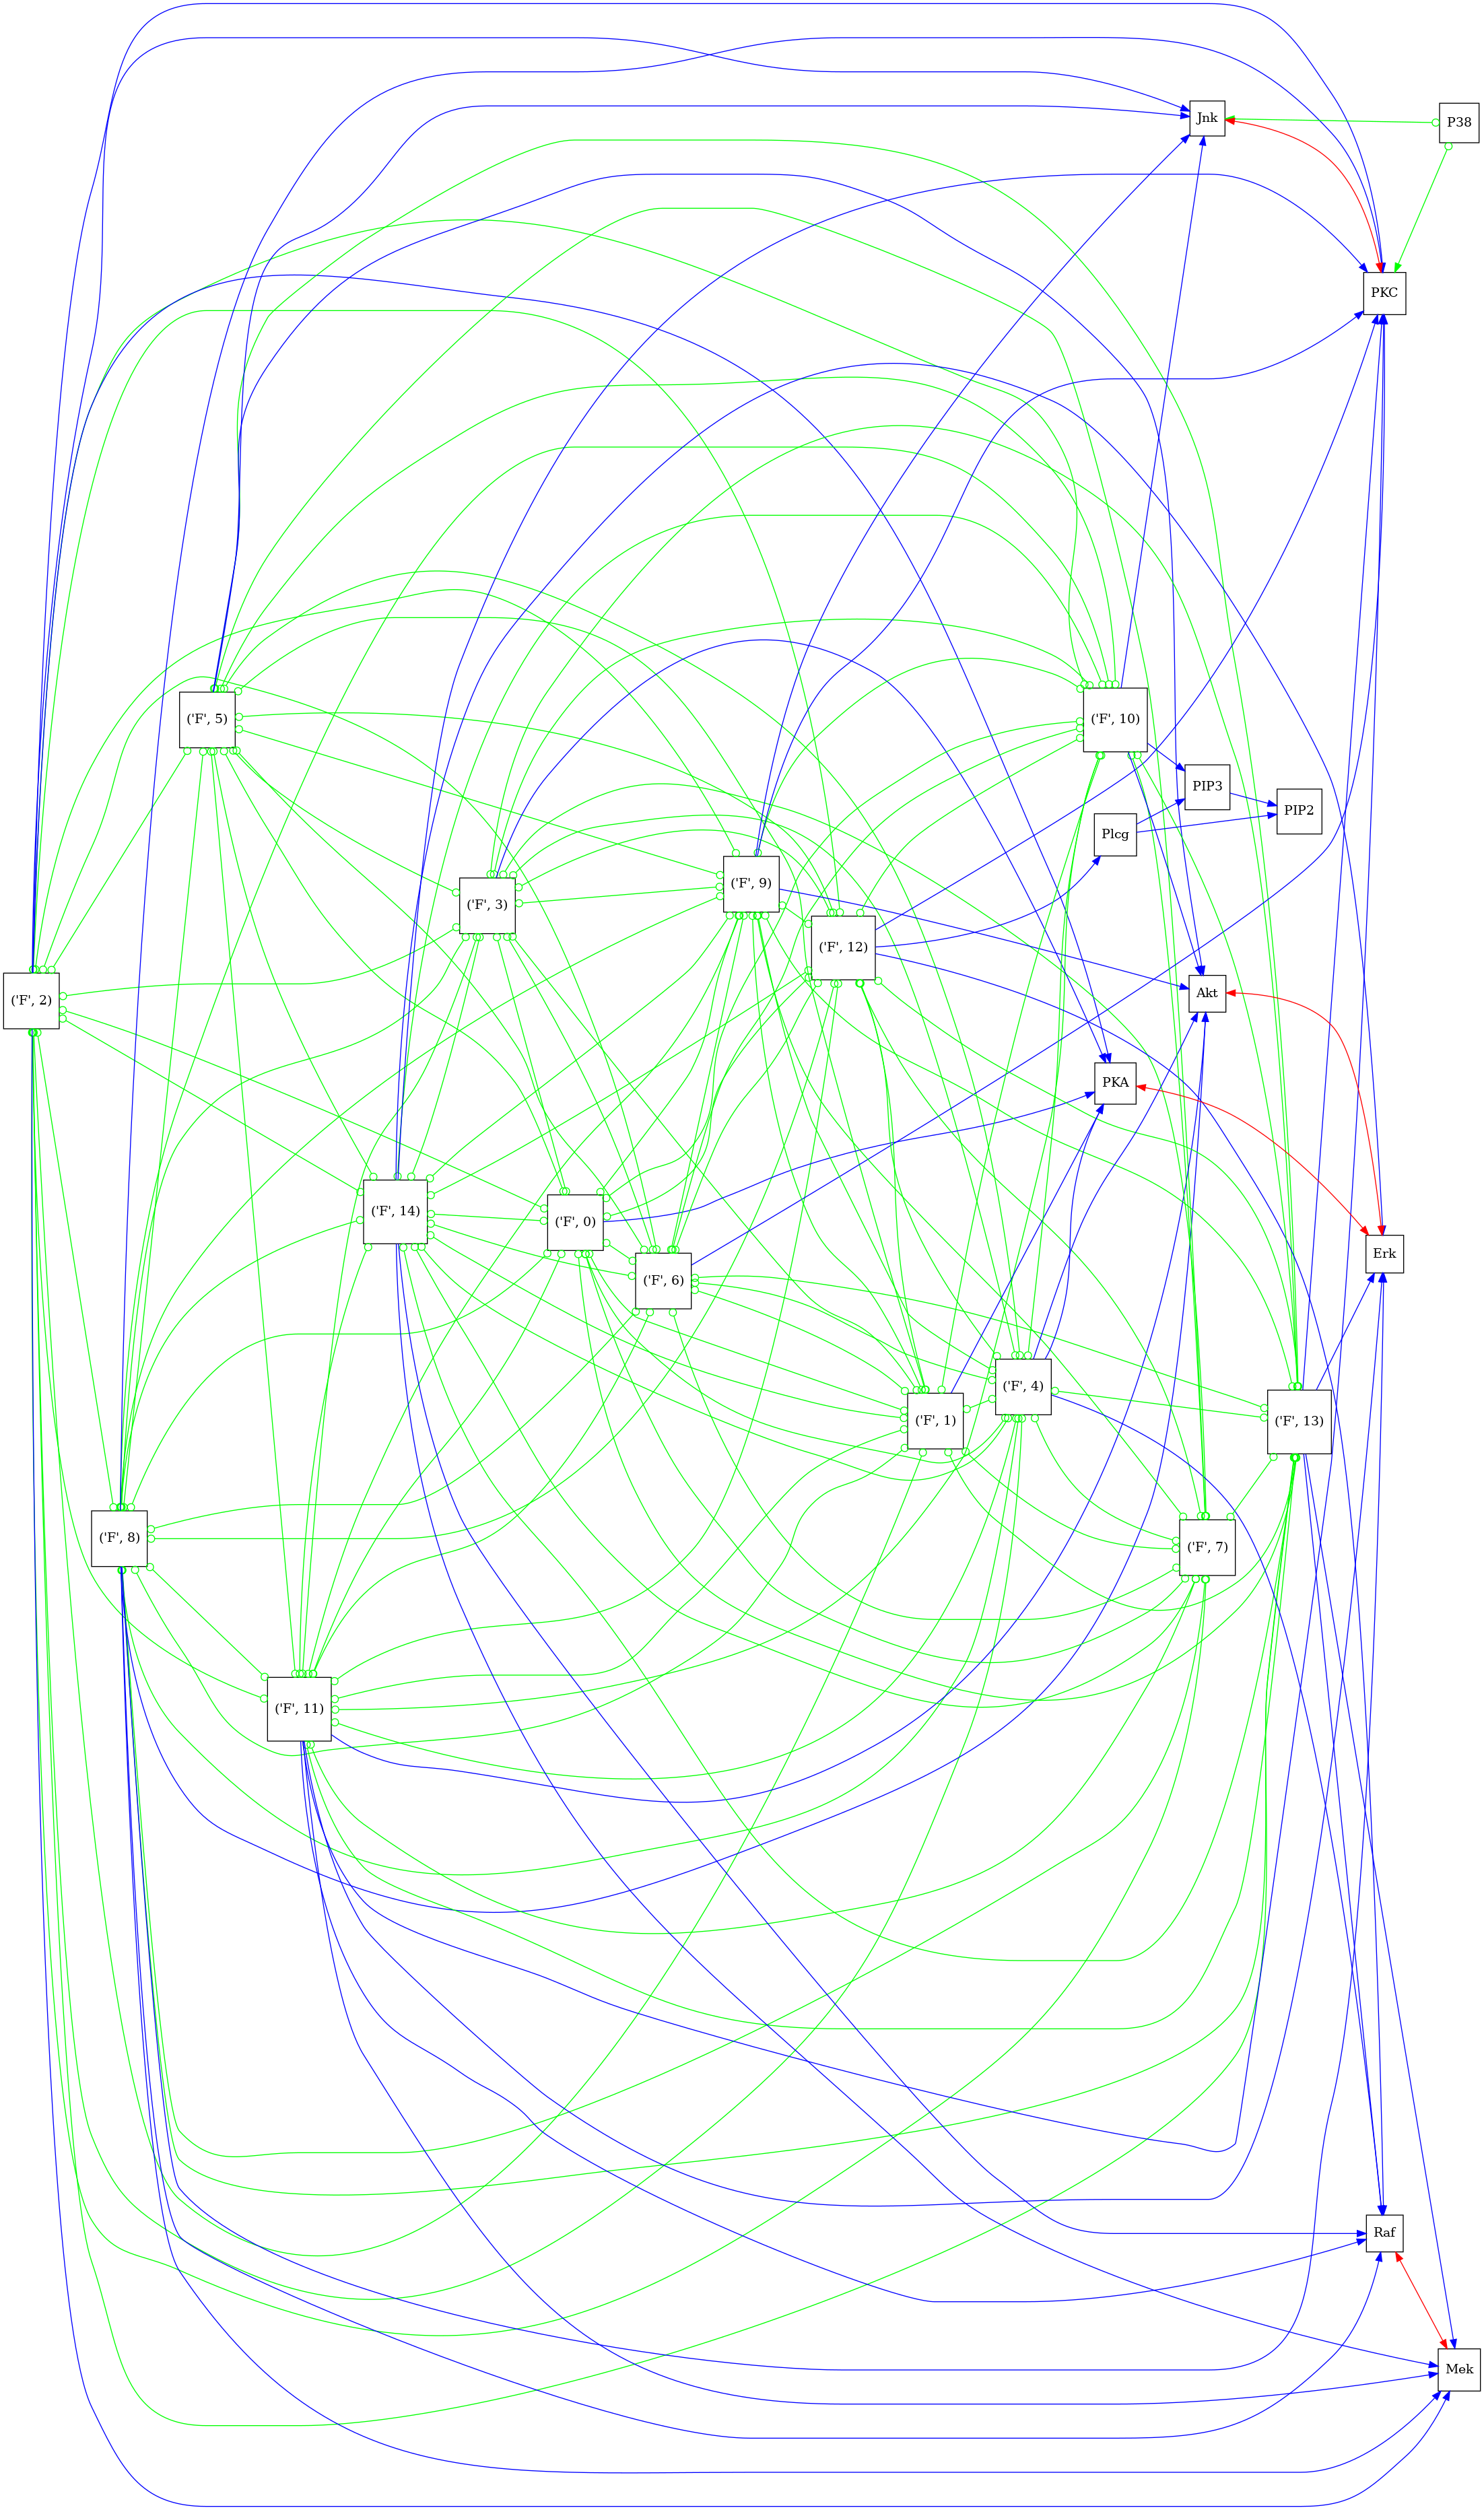 Jnk
P38
PKC
('F', 5)
('F', 10)
PIP3
PIP2
Plcg
('F', 9)
('F', 3)
('F', 12)
('F', 2)
Akt
PKA
('F', 14)
('F', 0)
Erk
('F', 6)
('F', 4)
('F', 1)
('F', 13)
('F', 8)
('F', 7)
('F', 11)
Raf
Mek